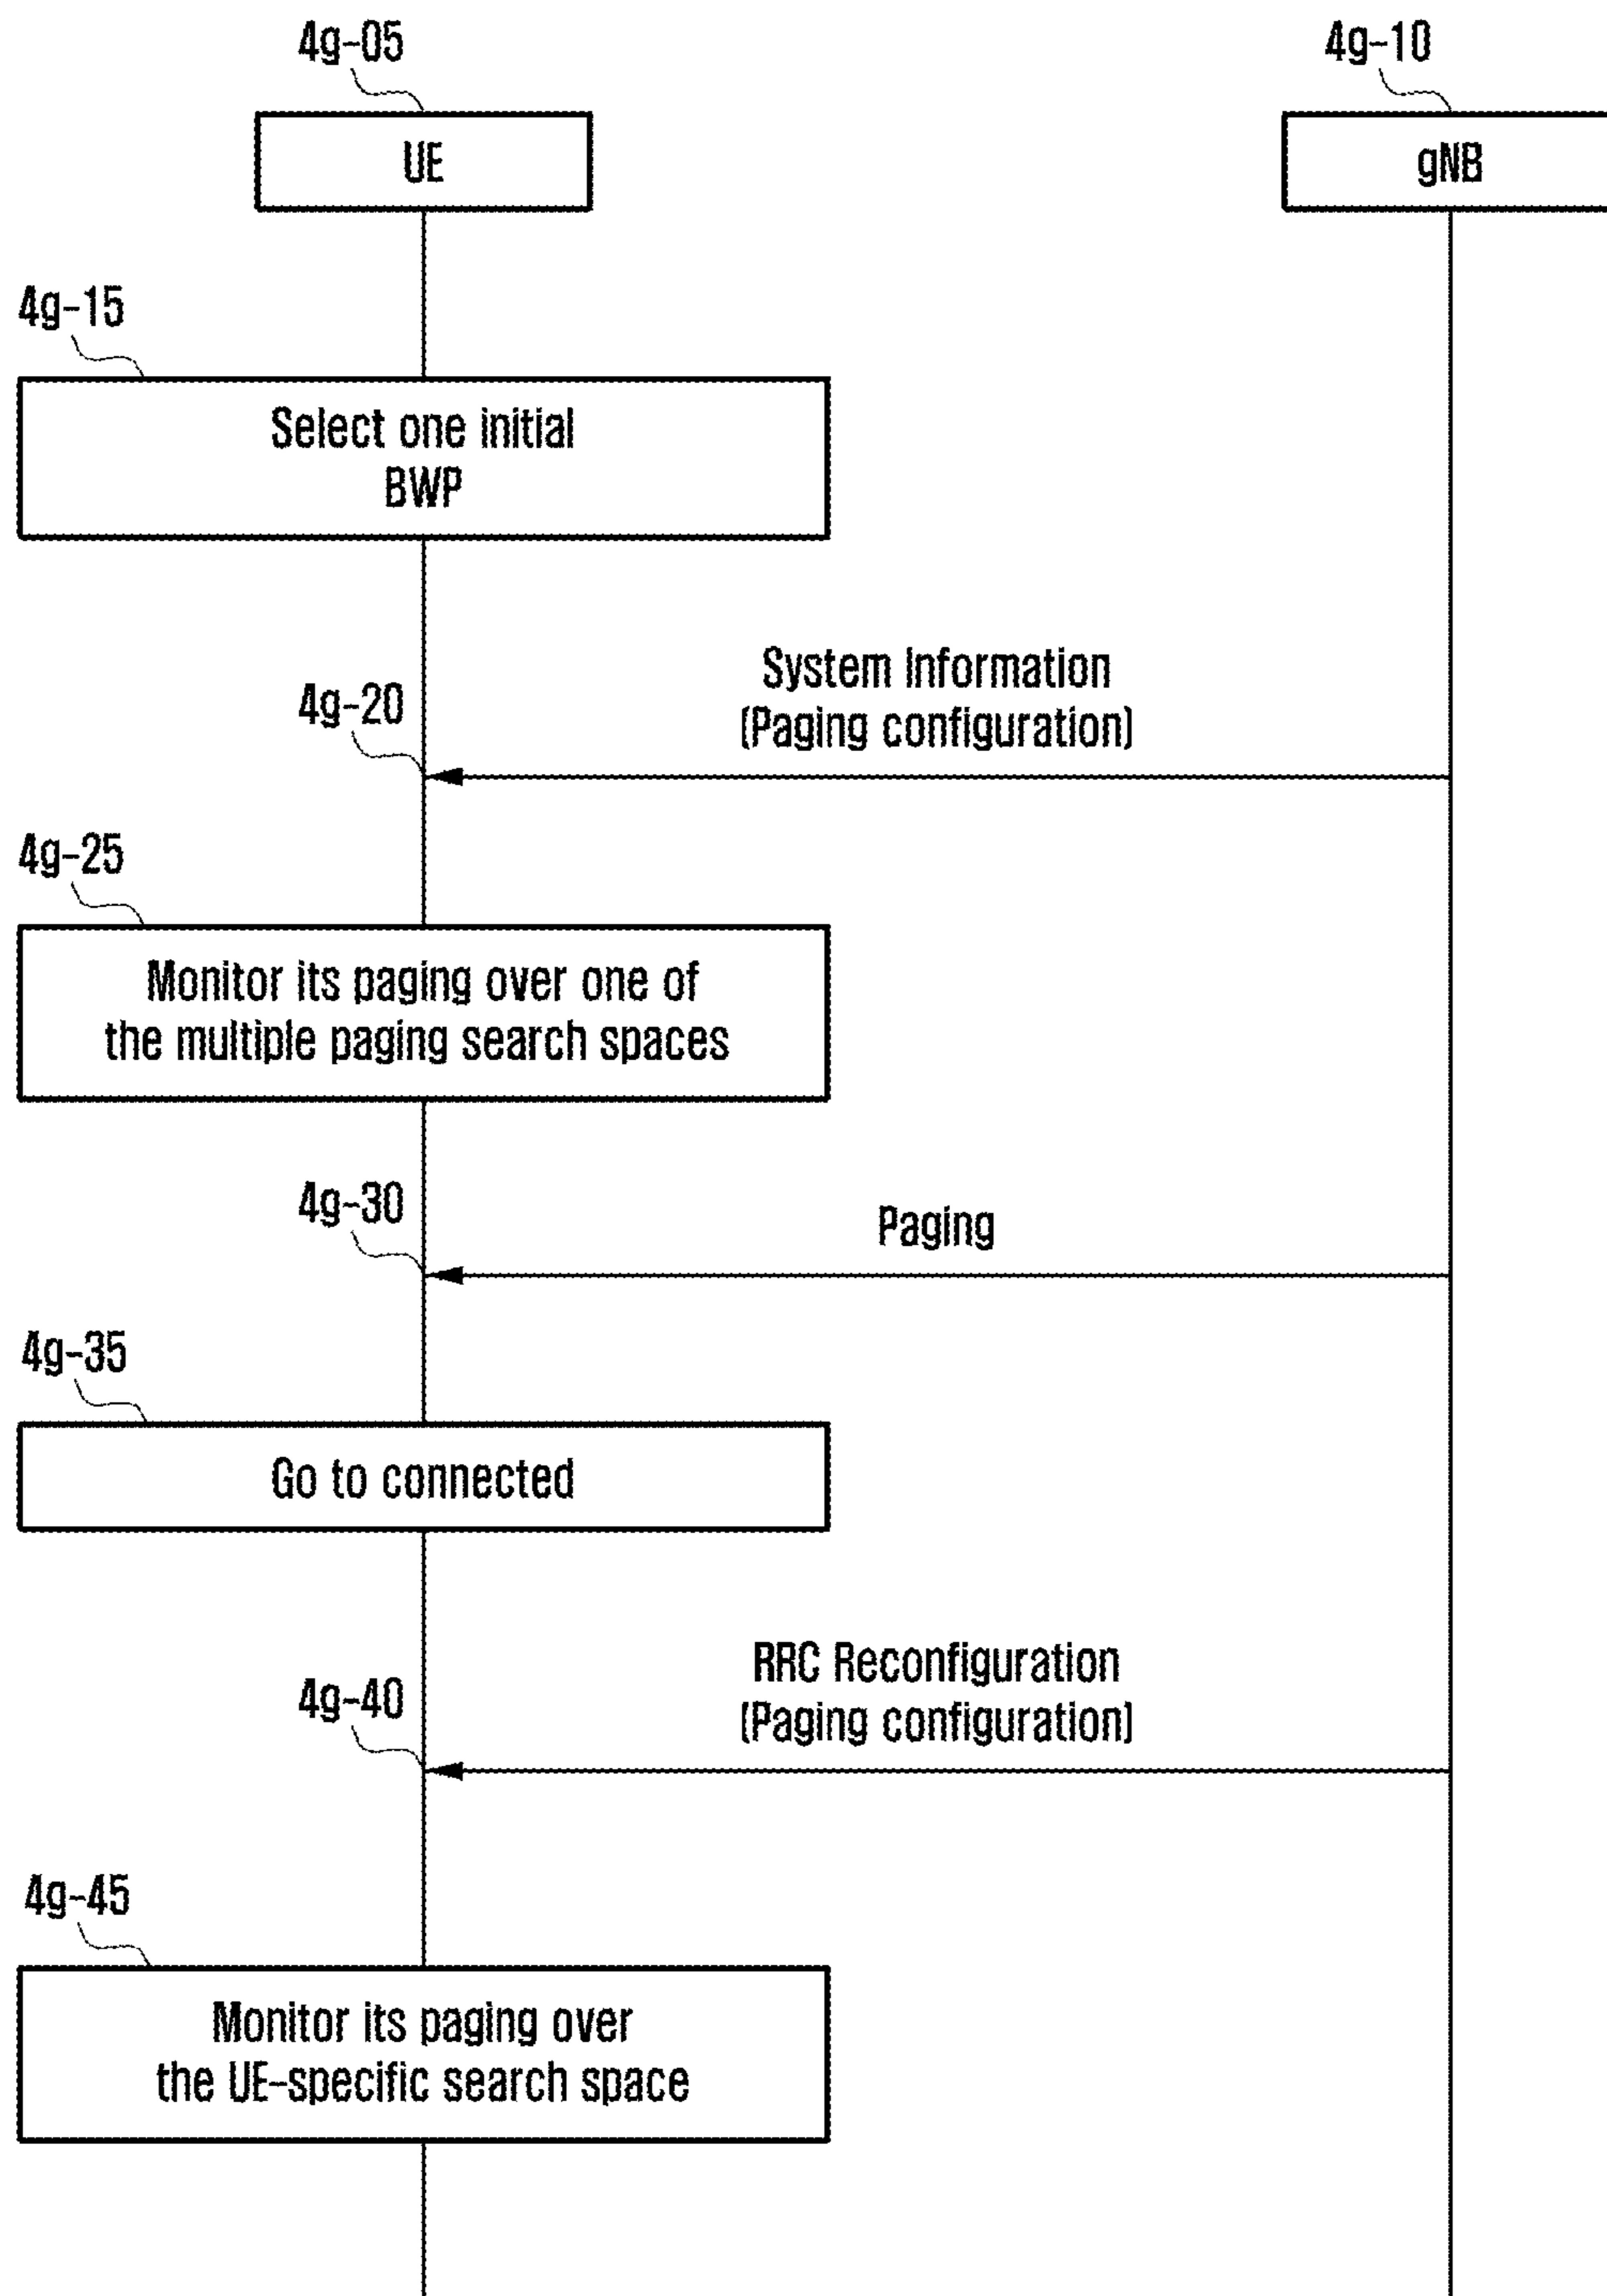 4g-05
4g-10
UE
gNB
4g-15
Select one initial
BWP
System Information
(Paging configuration)
4g-20
4g-25
Monitor its paging over one of
the multiple paging search spaces
4g-30
Paging
4g-35
Go to connected
RRC Reconfiguration
(Paging configuration)
4g-40
4g-45
Monitor its paging over
the UE-specific search space